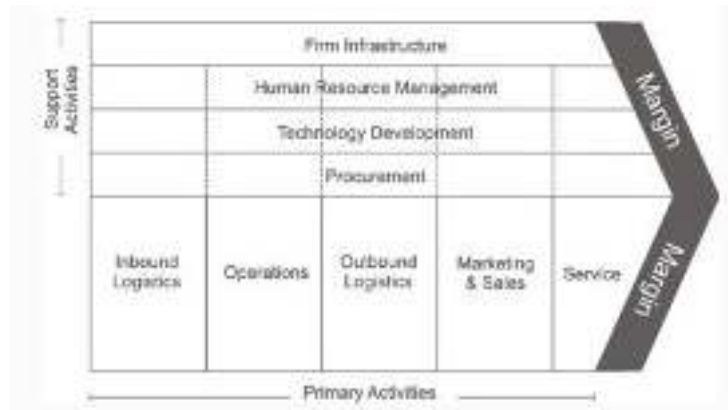 Support
Activities
Firm Infrastructure
Human Resource Management
Technology Development
Procurement
Inbound
Logistics
Operations
Outbound
Logistics
Marketing
& Sales
Service
Margin
Margin
Primary Activities